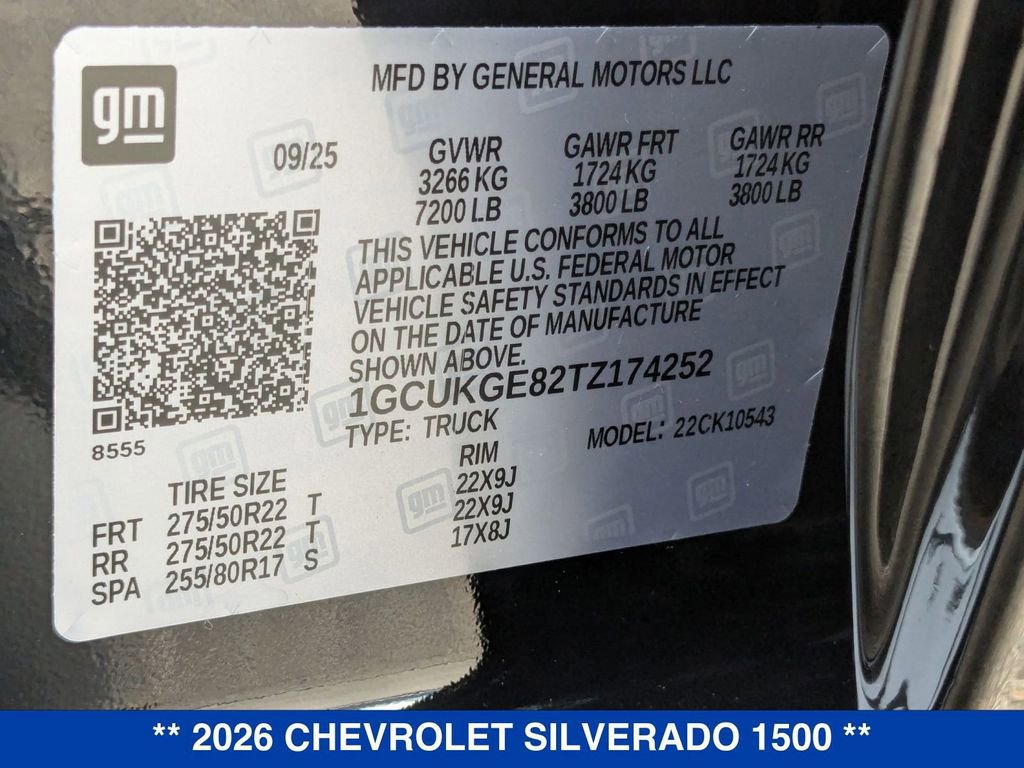 gm
MFD BY GENERAL MOTORS LLC
09/25 GVWR GAWR FRT GAWR RR
3266 KG 1724 KG 1724 KG
7200 LB 3800 LB 3800 LB
THIS VEHICLE CONFORMS TO ALL
APPLICABLE U.S. FEDERAL MOTOR
VEHICLE SAFETY STANDARDS IN EFFECT
ON THE DATE OF MANUFACTURE
SHOWN ABOVE.
1GCUKGE82TZ174252
8555
TYPE: TRUCK MODEL: 22CK10543
TIRE SIZE RIM
FRT 275/50R22 T 22X9J
RR 275/50R22 T 22X9J
SPA 255/80R17 S 17X8J
** 2026 CHEVROLET SILVERADO 1500 **